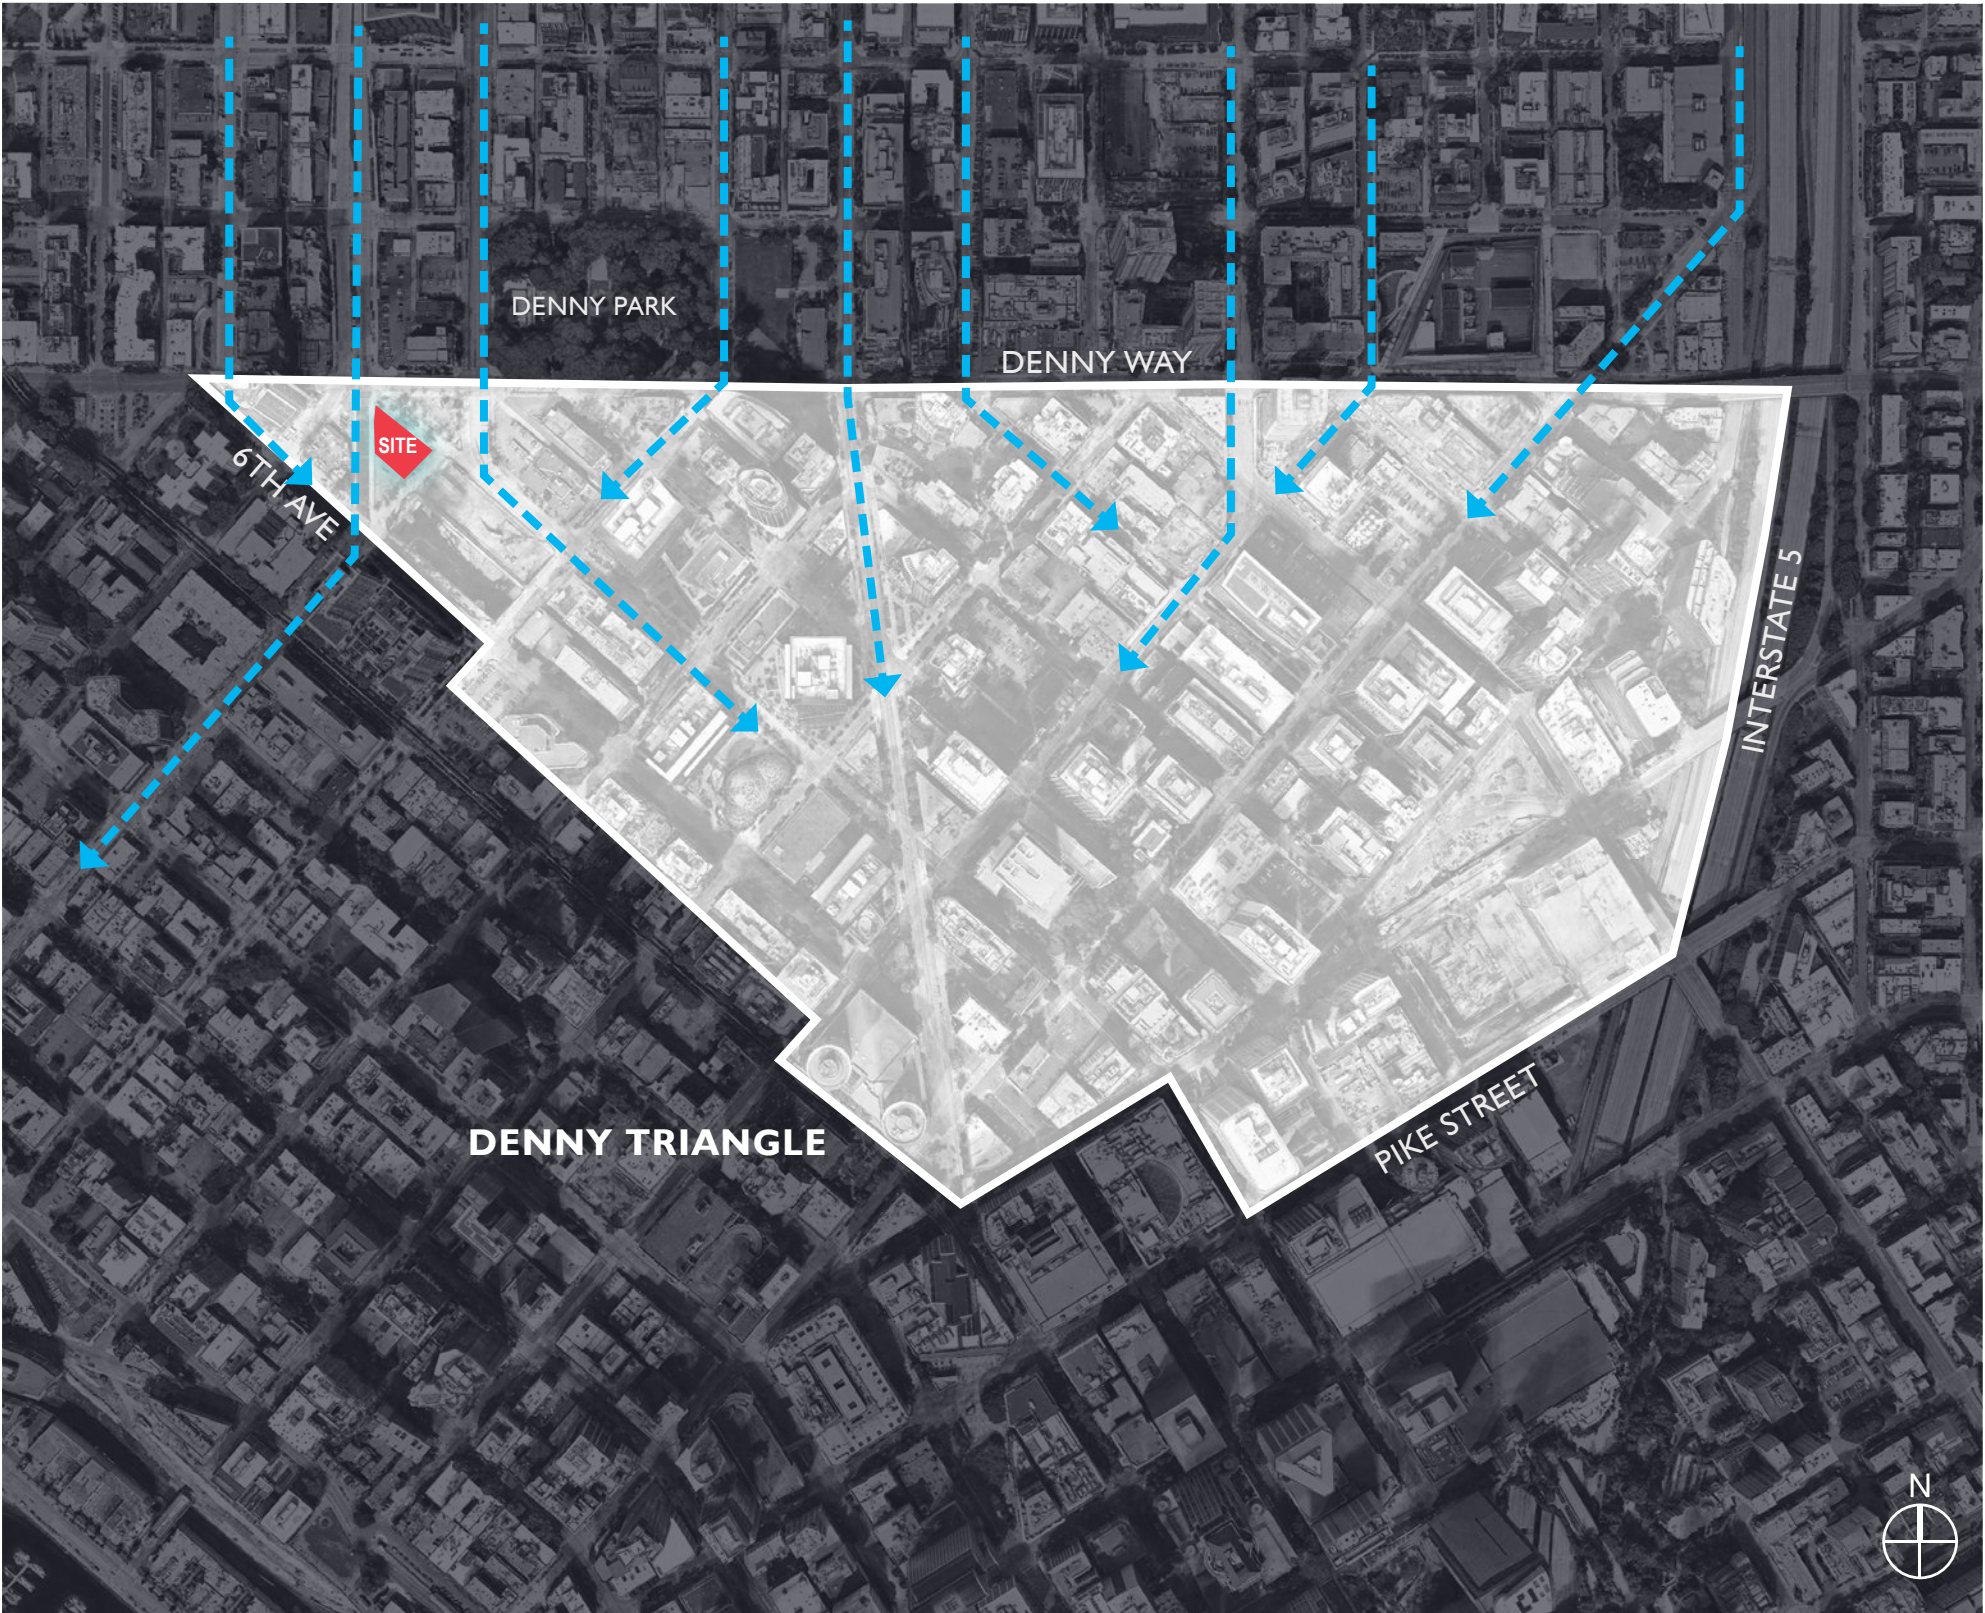 DENNY PARK
DENNY WAY
SITE
6TH AVE
INTERSTATE 5
PIKE STREET
DENNY TRIANGLE
N